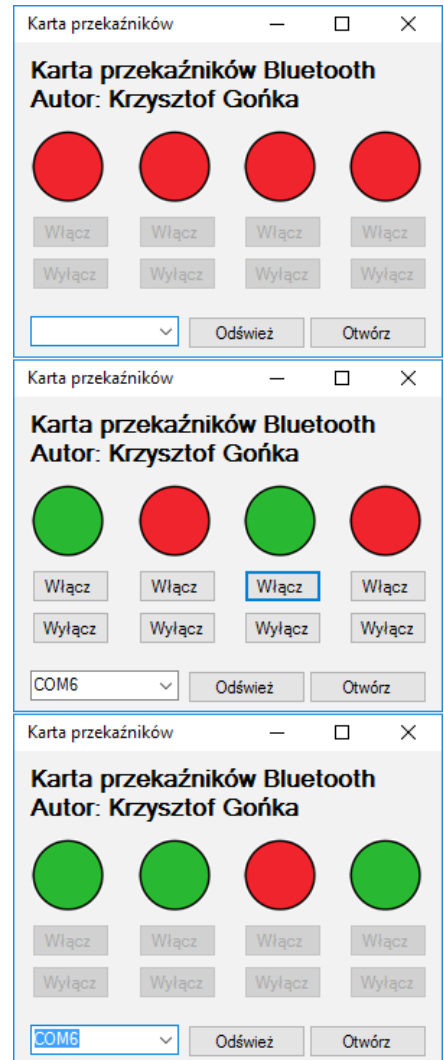 Karta przekaźników
Karta przekaźników Bluetooth
Autor: Krzysztof Gońka
Włącz Włącz Włącz Włącz
Wyłącz Wyłącz Wyłącz Wyłącz
Odśwież Otwórz
Karta przekaźników
Karta przekaźników Bluetooth
Autor: Krzysztof Gońka
Włącz Włącz Włącz Włącz
Wyłącz Wyłącz Wyłącz Wyłącz
COM6 Odśwież Otwórz
Karta przekaźników
Karta przekaźników Bluetooth
Autor: Krzysztof Gońka
Włącz Włącz Włącz Włącz
Wyłącz Wyłącz Wyłącz Wyłącz
COM6 Odśwież Otwórz